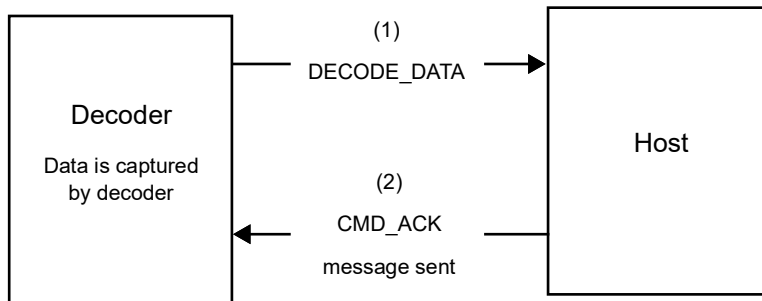 Decoder
Data is captured
by decoder
(1)
DECODE_DATA
(2)
CMD_ACK
message sent
Host